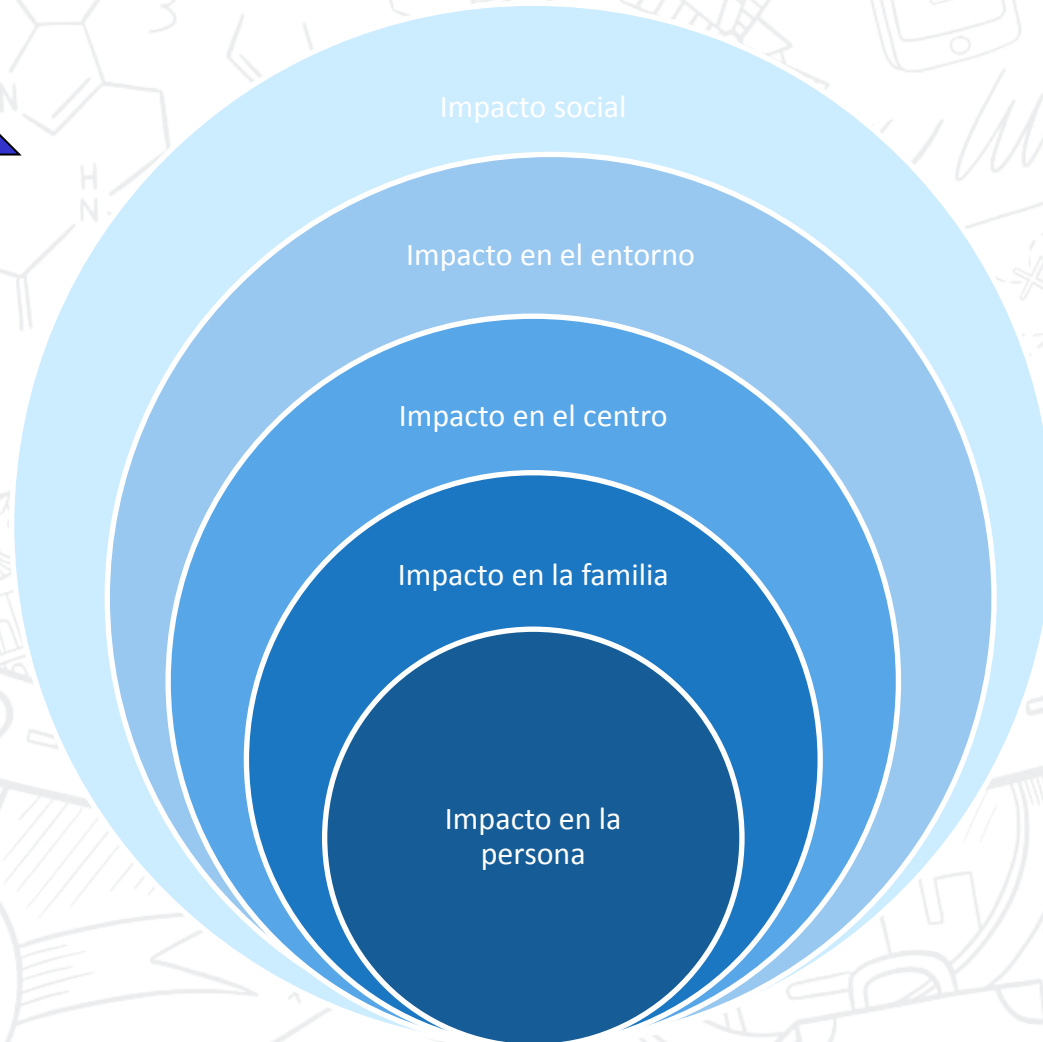 Impacto social
Impacto en el entorno
Impacto en el centro
Impacto en la familia
Impacto en la
persona
N
H
N